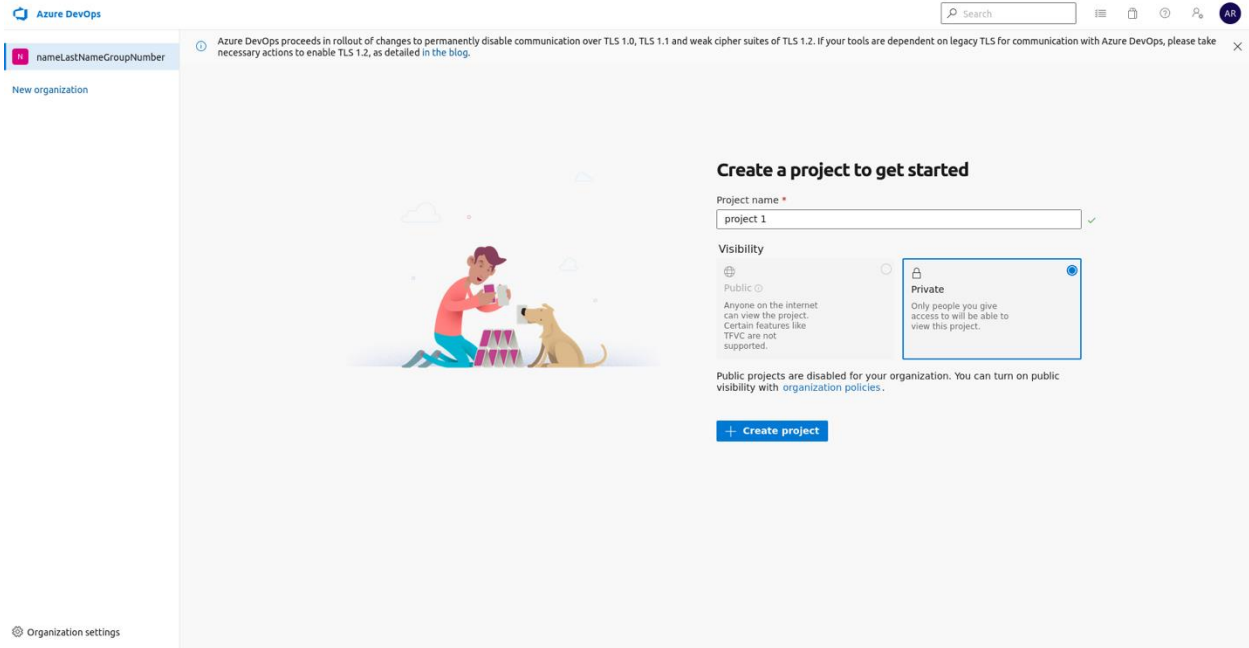 Azure DevOps
Search
AR
N nameLastNameGroupNumber
New organization
Azure DevOps proceeds in rollout of changes to permanently disable communication over TLS 1.0, TLS 1.1 and weak cipher suites of TLS 1.2. If your tools are dependent on legacy TLS for communication with Azure DevOps, please take
necessary actions to enable TLS 1.2, as detailed in the blog.
Create a project to get started
Project name *
project 1
Visibility
Public
Anyone on the internet
can view the project.
Certain features like
TFVC are not
supported.
Private
Only people you give
access to will be able to
view this project.
Public projects are disabled for your organization. You can turn on public
visibility with organization policies.
+ Create project
Organization settings